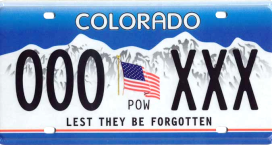 COLORADO
000 POW XXX
LEST THEY BE FORGOTTEN